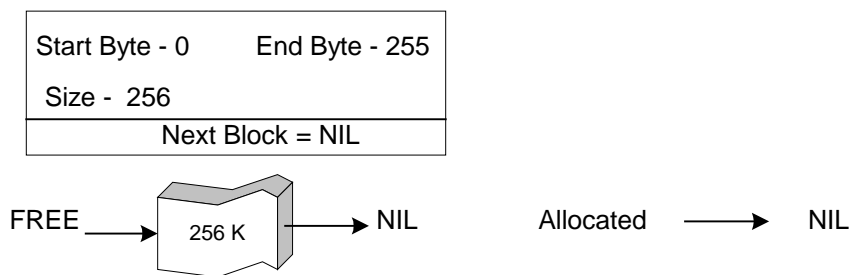 Start Byte - 0 End Byte - 255
Size - 256
Next Block = NIL
FREE 256 K NIL Allocated NIL